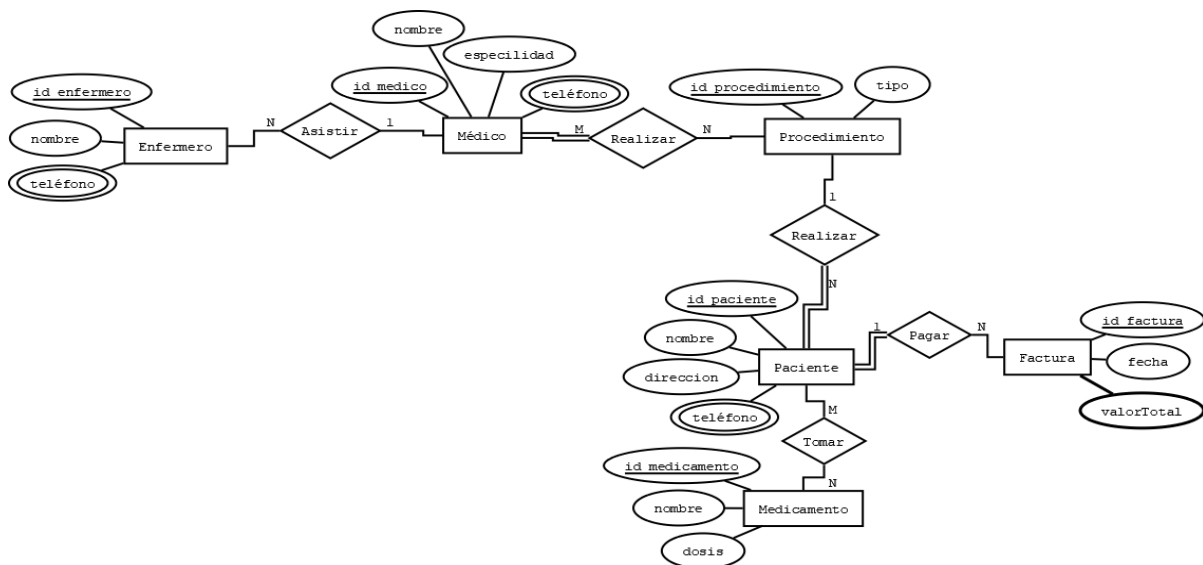 nombre
especilidad
id medico
teléfono
id enfermero
nombre
teléfono
Enfermero
N
Asistir
1
Médico
M
Realizar
N
id procedimiento
tipo
Procedimiento
1
Realizar
N
id paciente
nombre
direccion
teléfono
Paciente
1
Pagar
N
Factura
id factura
fecha
valorTotal
M
Tomar
N
id medicamento
nombre
dosis
Medicamento